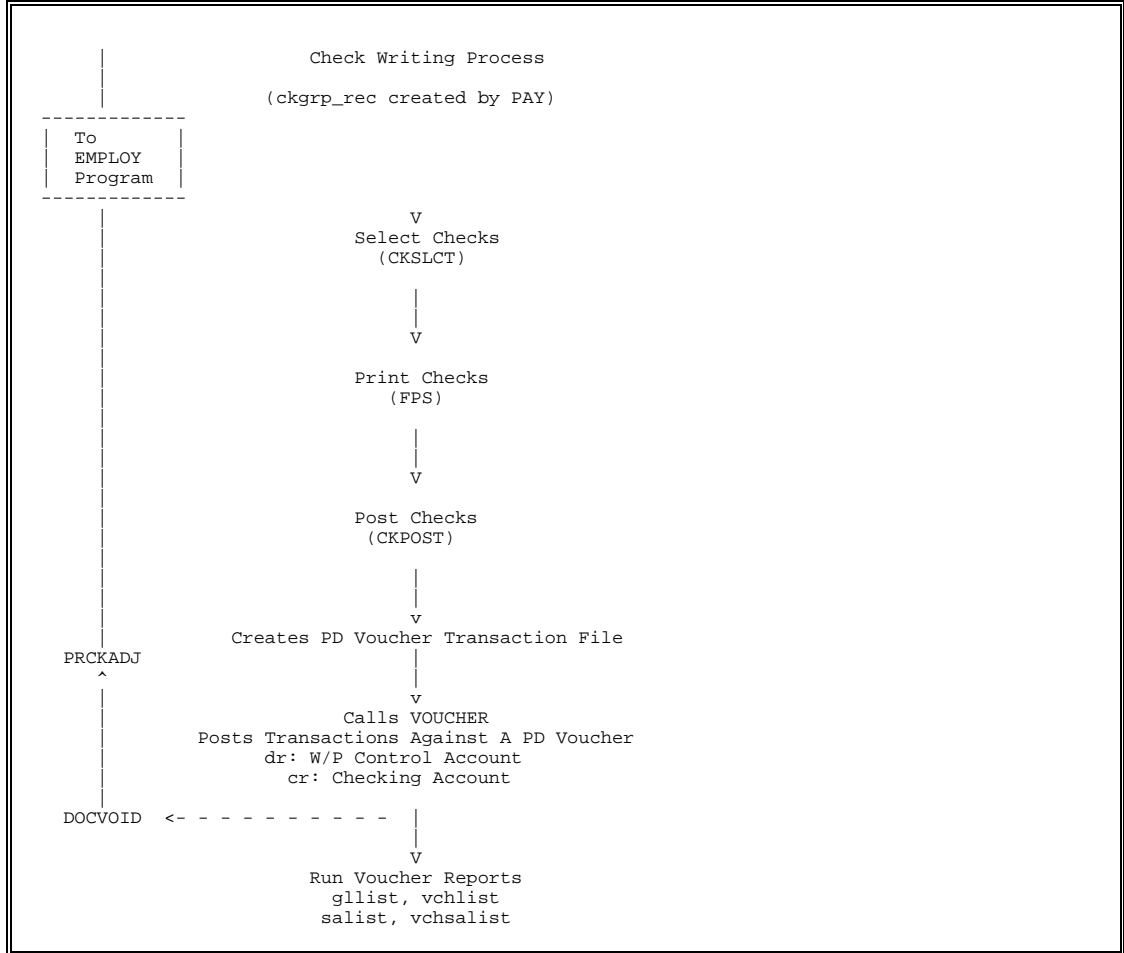 Check Writing Process
(ckgrp_rec created by PAY)
To
EMPLOY
Program
V
Select Checks
(CKSLCT)
V
Print Checks
(FPS)
V
Post Checks
(CKPOST)
v
Creates PD Voucher Transaction File
PRCKADJ
^
v
Calls VOUCHER
Posts Transactions Against A PD Voucher
dr: W/P Control Account
cr: Checking Account
DOCVOID <- - - - - - - - - -
V
Run Voucher Reports
gllist, vchlist
salist, vchsalist